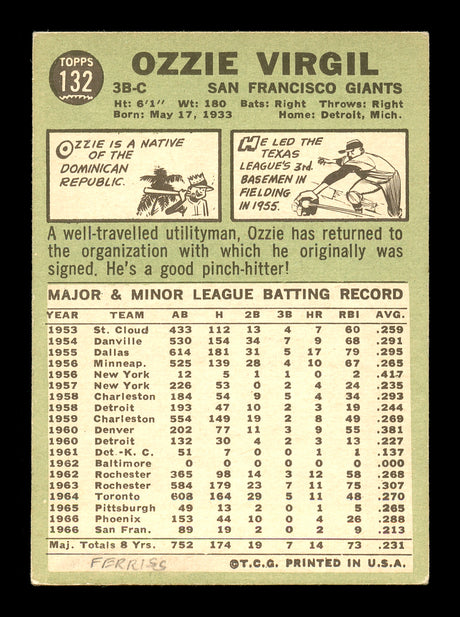 TOPPS
132
OZZIE VIRGIL
3B-C SAN FRANCISCO GIANTS
Ht: 6'1" Wt: 180 Bats: Right Throws: Right
Born: May 17, 1933 Home: Detroit, Mich.
OZZIE IS A NATIVE
OF THE
DOMINICAN
REPUBLIC.
HE LED THE
TEXAS
LEAGUE'S 3rd.
BASEMEN IN
FIELDING
IN 1955.
A well-travelled utilityman, Ozzie has returned to
the organization with which he originally was
signed. He's a good pinch-hitter!
MAJOR & MINOR LEAGUE BATTING RECORD
YEAR TEAM AB H 2B 3B HR RBI AVG.
1953 St. Cloud 433 112 13 4 7 60 .259
1954 Danville 530 154 34 7 9 68 .291
1955 Dallas 614 181 31 5 17 79 .295
1956 Minneap. 525 139 28 4 10 67 .265
1956 New York 12 5 1 1 0 2 .417
1957 New York 226 53 0 2 4 24 .235
1958 Charleston 184 54 9 5 4 34 .293
1958 Detroit 193 47 10 2 3 19 .244
1959 Charleston 554 149 19 2 8 49 .269
1960 Denver 202 77 11 3 9 55 .381
1960 Detroit 132 30 4 2 3 13 .227
1961 Det.-K. C. 51 7 0 0 1 1 .137
1962 Baltimore 0 0 0 0 0 0 .000
1962 Rochester 365 98 14 3 12 58 .268
1963 Rochester 584 179 23 7 11 75 .307
1964 Toronto 608 164 29 5 11 48 .270
1965 Pittsburgh 49 13 2 0 1 5 .265
1966 Phoenix 153 44 10 0 4 26 .288
1966 San Fran. 89 19 2 0 2 9 .213
Maj. Totals 8 Yrs. 752 174 19 7 14 73 .231
FERRISS
©T.C.G. PRINTED IN U.S.A.